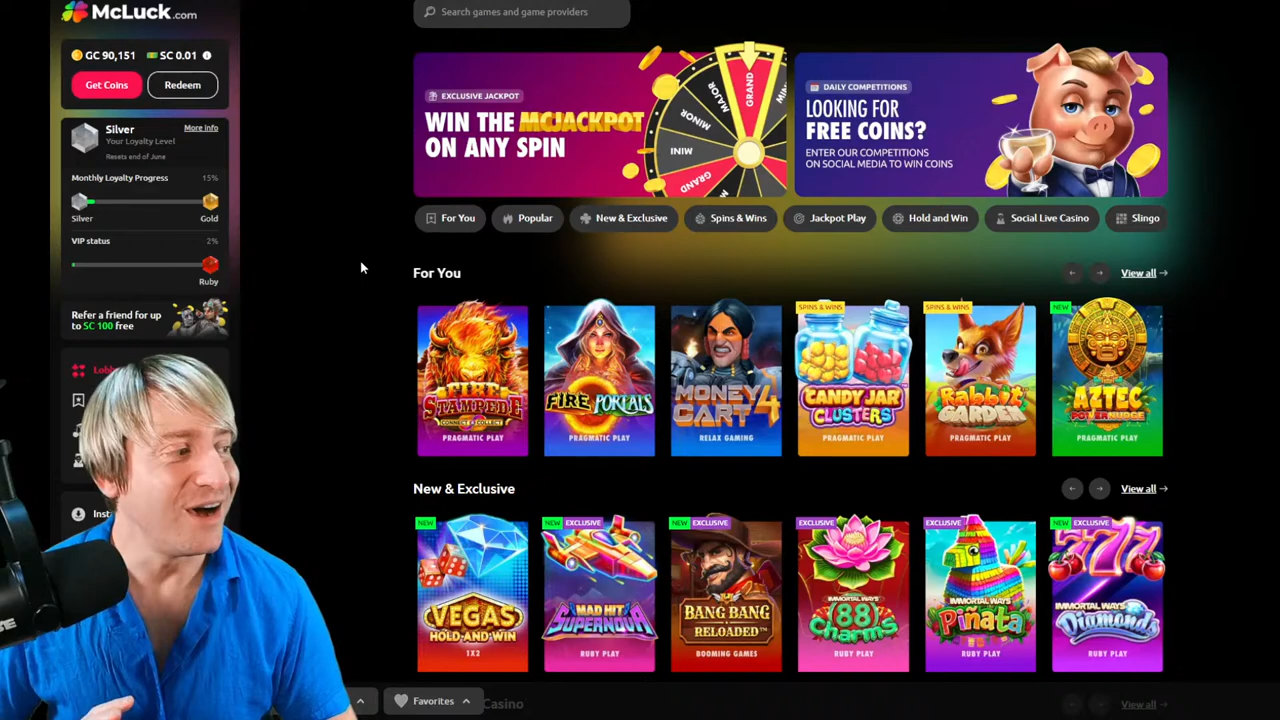 McLuck.com
GC 90,151 SC 0.01
Get Coins
Redeem
Silver
More Info
Your Loyalty Level
Resets end of June
Monthly Loyalty Progress 15%
Silver
Gold
VIP status 2%
Ruby
Refer a friend for up
to SC 100 free
Search games and game providers
EXCLUSIVE JACKPOT
WIN THE MCJACKPOT
ON ANY SPIN
MINOR
MAJOR
GRAND
MINI
GRAND
DAILY COMPETITIONS
LOOKING FOR
FREE COINS?
ENTER OUR COMPETITIONS
ON SOCIAL MEDIA TO WIN COINS
For You
Popular
New & Exclusive
Spins & Wins
Jackpot Play
Hold and Win
Social Live Casino
Slingo
For You
View all
FIRE
STAMPEDE
CONNECT & COLLECT
PRAGMATIC PLAY
FIRE PORTALS
PRAGMATIC PLAY
MONEY
CART 4
RELAX GAMING
SPINS & WINS
CANDY JAR
CLUSTERS
PRAGMATIC PLAY
SPINS & WINS
Rabbit
GARDEN
PRAGMATIC PLAY
NEW
AZTEC
POWERNUDGE
PRAGMATIC PLAY
New & Exclusive
View all
NEW
VEGAS
HOLD AND WIN
1X2
NEW EXCLUSIVE
MAD HIT
SUPERNOVA
RUBY PLAY
NEW EXCLUSIVE
BANG BANG
RELOADED™
BOOMING GAMES
EXCLUSIVE
IMMORTAL WAYS
88
Charms
RUBY PLAY
EXCLUSIVE
IMMORTAL WAYS
Piñata
RUBY PLAY
NEW EXCLUSIVE
777
IMMORTAL WAYS
Diamonds
RUBY PLAY
Favorites
Casino
View all